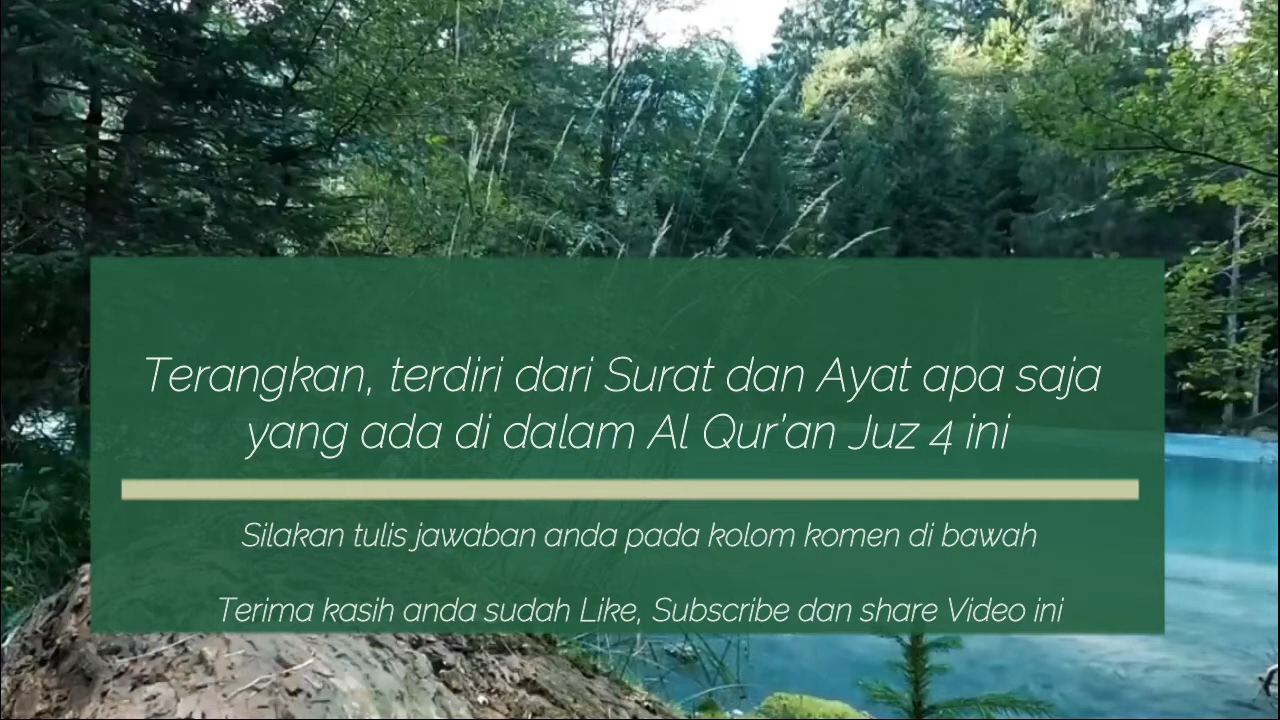 Terangkan, terdiri dari Surat dan Ayat apa saja
yang ada di dalam Al Qur'an Juz 4 ini
Silakan tulis jawaban anda pada kolom komen di bawah
Terima kasih anda sudah Like, Subscribe dan share Video ini